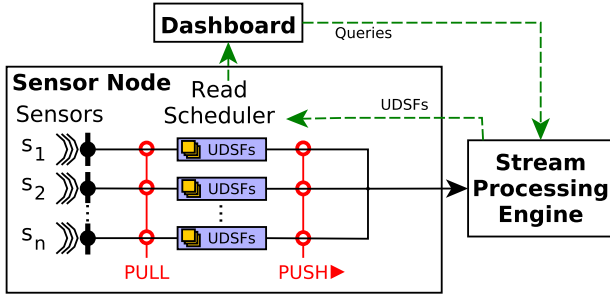 Dashboard
Queries
Sensor Node
Read
Scheduler
Sensors
UDSFs
s1
UDSFs
s2
UDSFs
sn
UDSFs
Stream
Processing
Engine
PULL
PUSH▶